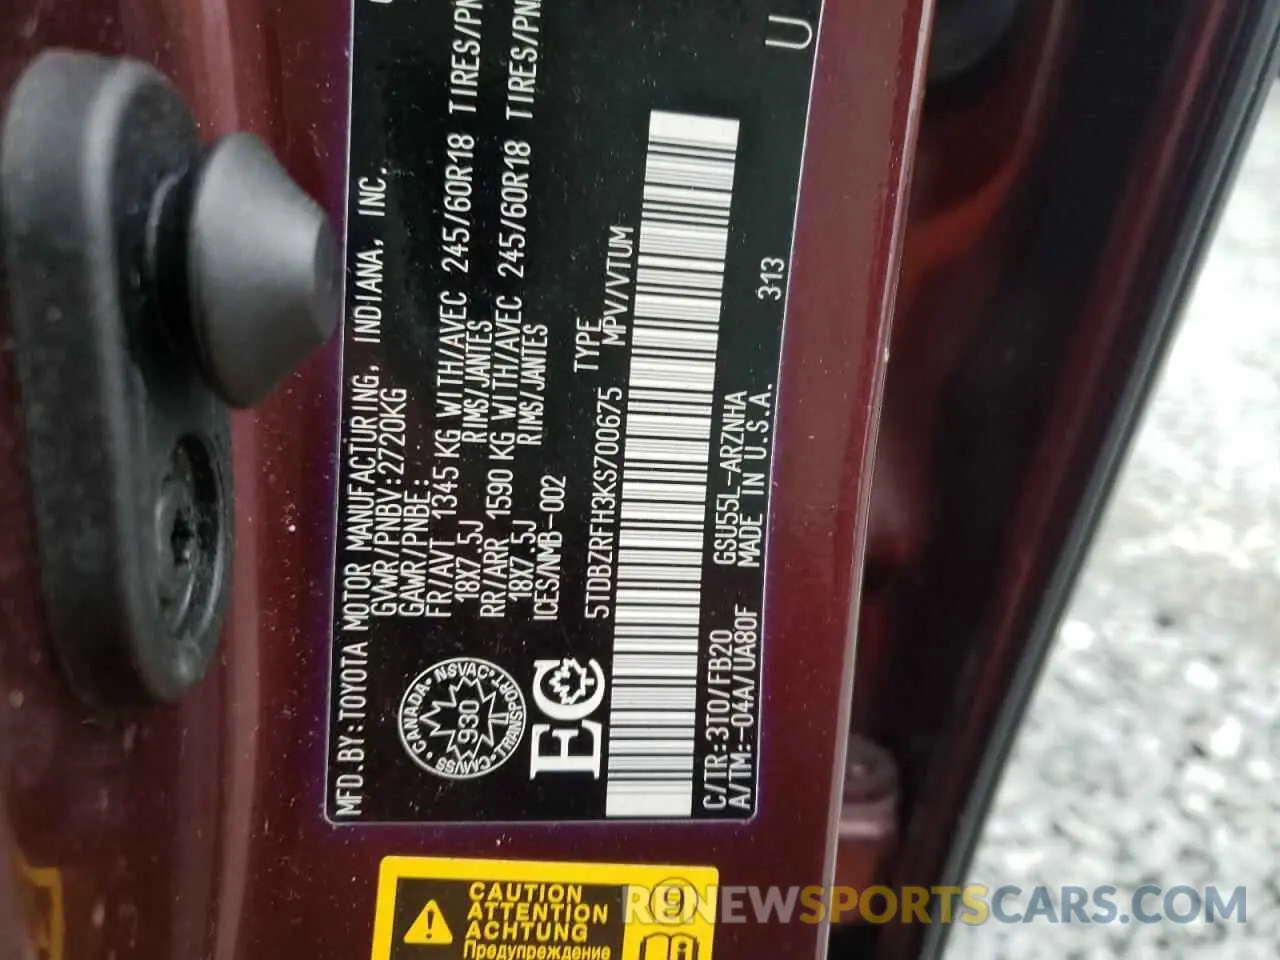 MFD.BY:TOYOTA MOTOR MANUFACTURING, INDIANA, INC.
GVWR/PNBV:2720KG
GAWR/PNBE:
FR/AVT 1345 KG WITH/AVEC 245/60R18 TIRES/PN
18X7.5J RIMS/JANTES
RR/ARR 1590 KG WITH/AVEC 245/60R18 TIRES/PN
18X7.5J RIMS/JANTES
ICES/NMB-002
CANADA NSVAC TRANSPORT CMVSS
930
EC
5TDBZRFH3KS700675 TYPE MPV/VTUM
C/TR:3T0/FB20 GSU55L-ARZNHA 313 U
A/TM:-04A/UA80F MADE IN U.S.A.
CAUTION
ATTENTION
ACHTUNG
Предупреждение
RENEWSPORTSCARS.COM